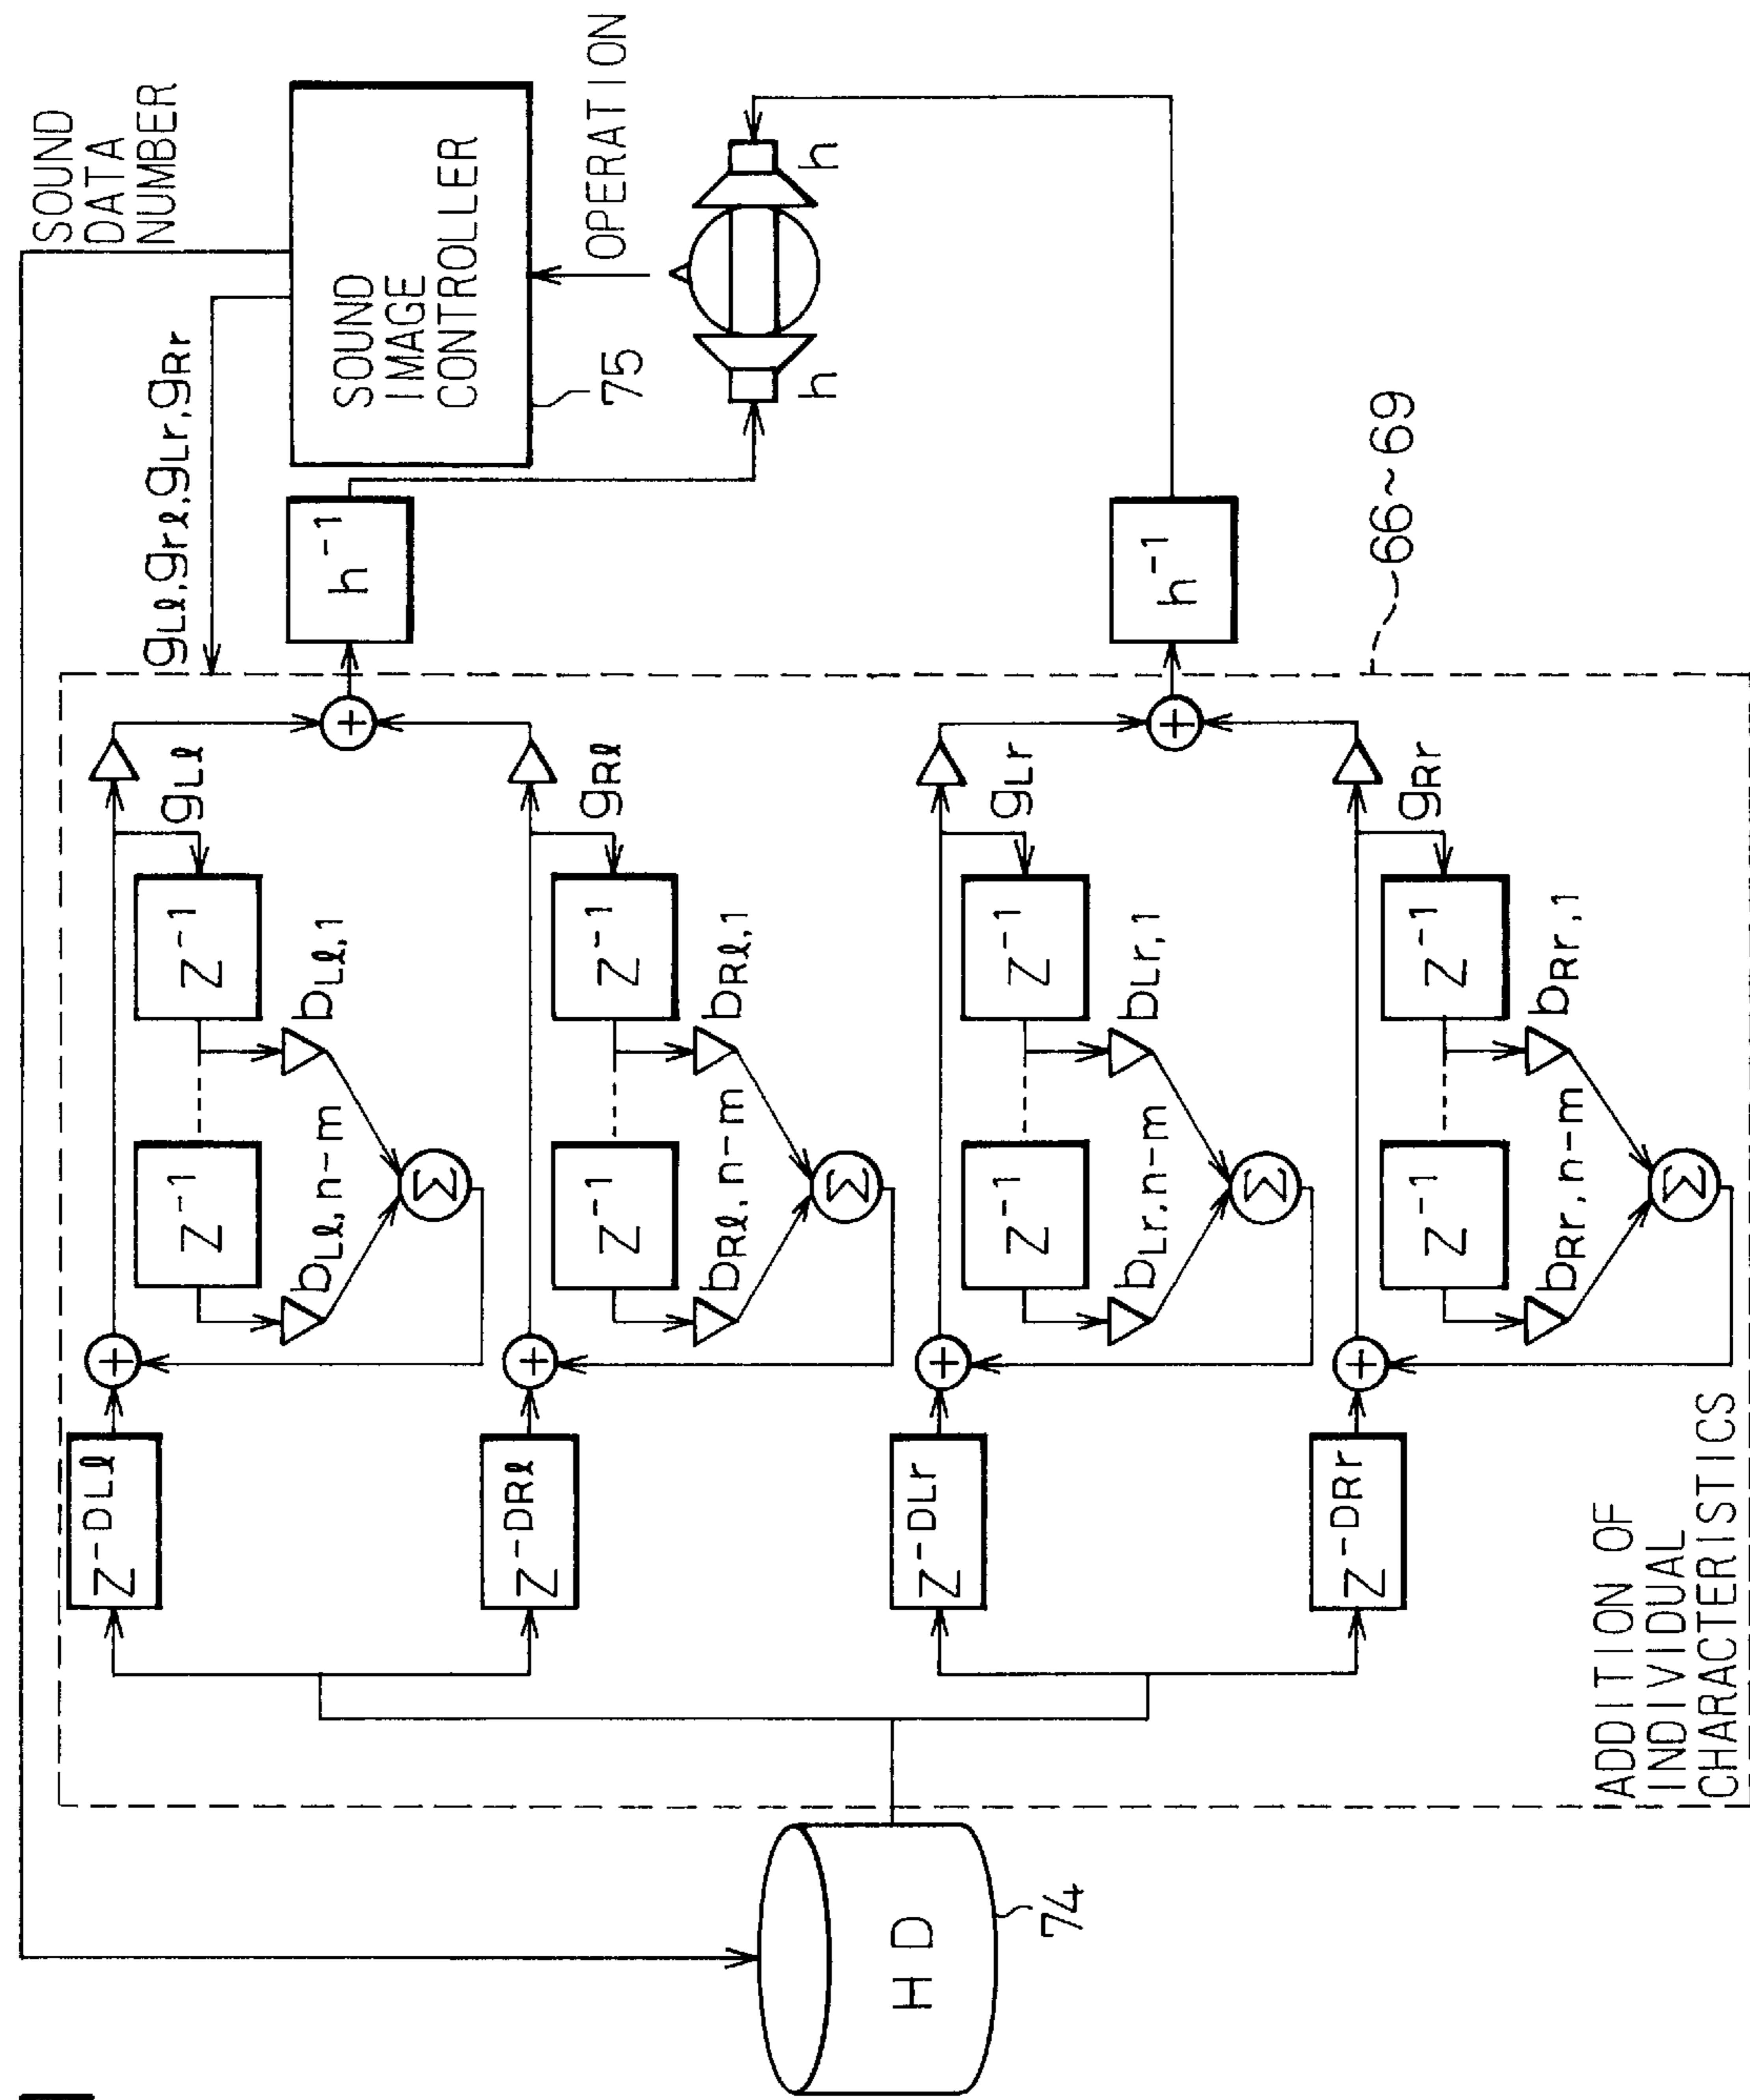 SOUND
DATA
NUMBER
gLℓ,grℓ,gLr,gRr
SOUND
IMAGE
CONTROLLER
75
OPERATION
h
h
h⁻¹
h⁻¹
66~69
Z^-DLℓ
+
Z⁻¹
Z⁻¹
bLℓ,n-m
bLℓ,1
Σ
gLℓ
+
Z^-DRℓ
+
Z⁻¹
Z⁻¹
bRℓ,n-m
bRℓ,1
Σ
gRℓ
Z^-DLr
+
Z⁻¹
Z⁻¹
bLr,n-m
bLr,1
Σ
gLr
+
Z^-DRr
+
Z⁻¹
Z⁻¹
bRr,n-m
bRr,1
Σ
gRr
HD
74
ADDITION OF
INDIVIDUAL
CHARACTERISTICS